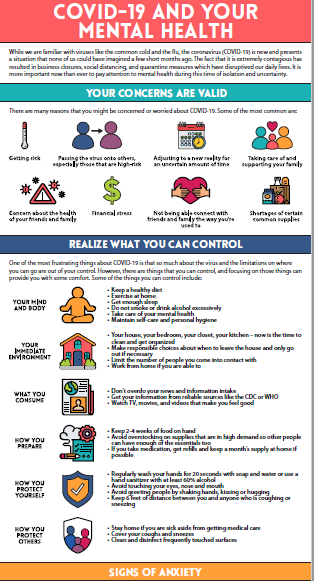 COVID-19 AND YOUR
MENTAL HEALTH
While we are familiar with viruses like the common cold and the flu, the coronavirus (COVID-19) is new and presents
a situation that none of us could have imagined a few short months ago. The fact that it is extremely contagious has
resulted in business closures, social distancing, and quarantine measures which have disrupted our daily lives. It is
more important now than ever to pay attention to mental health during this time of isolation and uncertainty.
YOUR CONCERNS ARE VALID
There are many reasons that you might be concerned or worried about COVID-19. Some of the most common are:
Getting sick
Passing the virus onto others,
especially those that are high-risk
Adjusting to a new reality for
an uncertain amount of time
Taking care of and
supporting your family
Concern about the health
of your friends and family
Financial stress
Not being able connect with
friends and family the way you're
used to
Shortages of certain
common supplies
REALIZE WHAT YOU CAN CONTROL
One of the most frustrating things about COVID-19 is that so much about the virus and the limitations on where
you can go are out of your control. However, there are things that you can control, and focusing on those things can
provide you with some comfort. Some of the things you can control include:
YOUR MIND
AND BODY
• Keep a healthy diet
• Exercise at home
• Get enough sleep
• Do not smoke or drink alcohol excessively
• Take care of your mental health
• Maintain self-care and personal hygiene
YOUR
IMMEDIATE
ENVIRONMENT
• Your house, your bedroom, your closet, your kitchen – now is the time to
clean and get organized
• Make responsible choices about when to leave the house and only go
out if necessary
• Limit the number of people you come into contact with
• Work from home if you are able to
WHAT YOU
CONSUME
• Don't overdo your news and information intake
• Get your information from reliable sources like the CDC or WHO
• Watch TV, movies, and videos that make you feel good
HOW YOU
PREPARE
• Keep 2-4 weeks of food on hand
• Avoid overstocking on supplies that are in high demand so other people
can have enough of the essentials too
• If you take medication, get refills and keep a month's supply at home if
possible
HOW YOU
PROTECT
YOURSELF
• Regularly wash your hands for 20 seconds with soap and water or use a
hand sanitizer with at least 60% alcohol
• Avoid touching your eyes, nose and mouth
• Avoid greeting people by shaking hands, kissing or hugging
• Keep 6 feet of distance between you and anyone who is coughing or
sneezing
HOW YOU
PROTECT
OTHERS
• Stay home if you are sick aside from getting medical care
• Cover your coughs and sneezes
• Clean and disinfect frequently touched surfaces
SIGNS OF ANXIETY